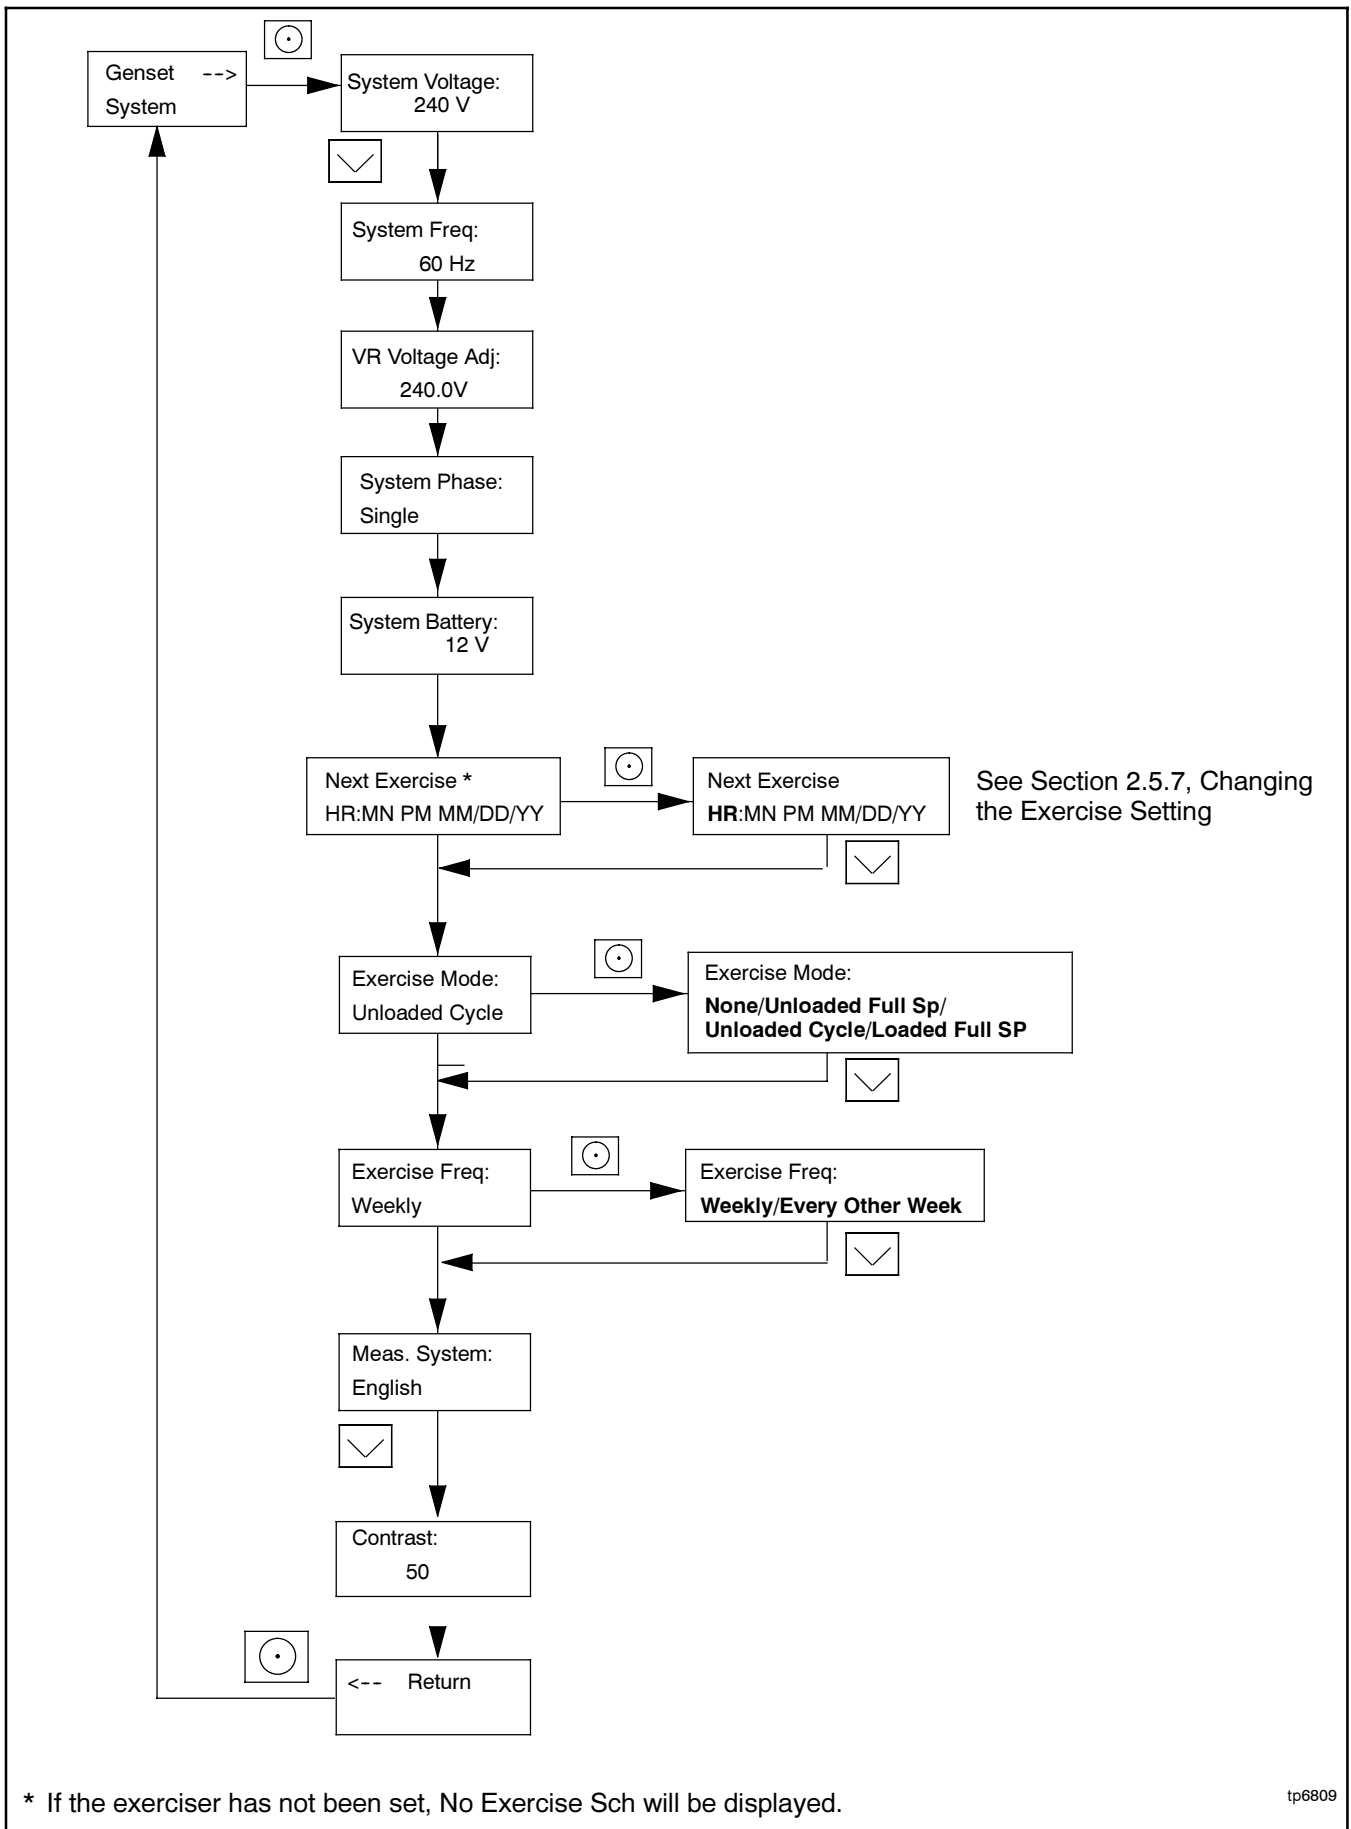 Genset -->
System
System Voltage:
240 V
System Freq:
60 Hz
VR Voltage Adj:
240.0V
System Phase:
Single
System Battery:
12 V
Next Exercise *
HR:MN PM MM/DD/YY
Next Exercise
HR:MN PM MM/DD/YY
See Section 2.5.7, Changing
the Exercise Setting
Exercise Mode:
Unloaded Cycle
Exercise Mode:
None/Unloaded Full Sp/
Unloaded Cycle/Loaded Full SP
Exercise Freq:
Weekly
Exercise Freq:
Weekly/Every Other Week
Meas. System:
English
Contrast:
50
<-- Return
* If the exerciser has not been set, No Exercise Sch will be displayed.
tp6809